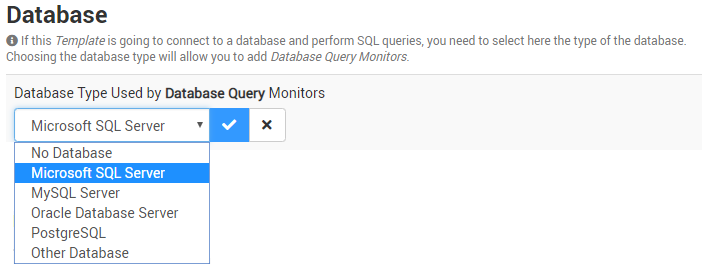 Database
If this Template is going to connect to a database and perform SQL queries, you need to select here the type of the database.
Choosing the database type will allow you to add Database Query Monitors.
Database Type Used by Database Query Monitors
Microsoft SQL Server
No Database
Microsoft SQL Server
MySQL Server
Oracle Database Server
PostgreSQL
Other Database